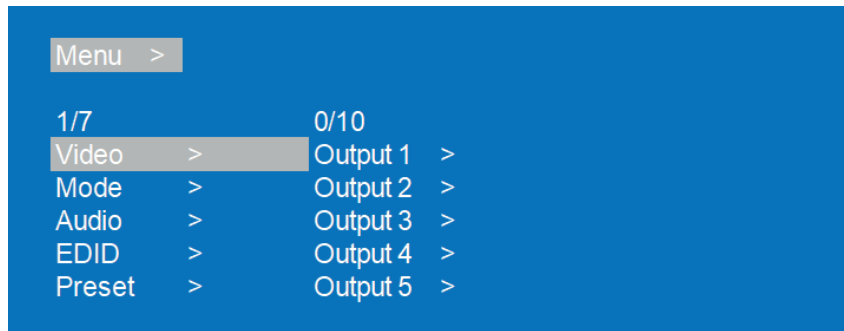 Menu >
1/7 0/10
Video > Output 1 >
Mode > Output 2 >
Audio > Output 3 >
EDID > Output 4 >
Preset > Output 5 >